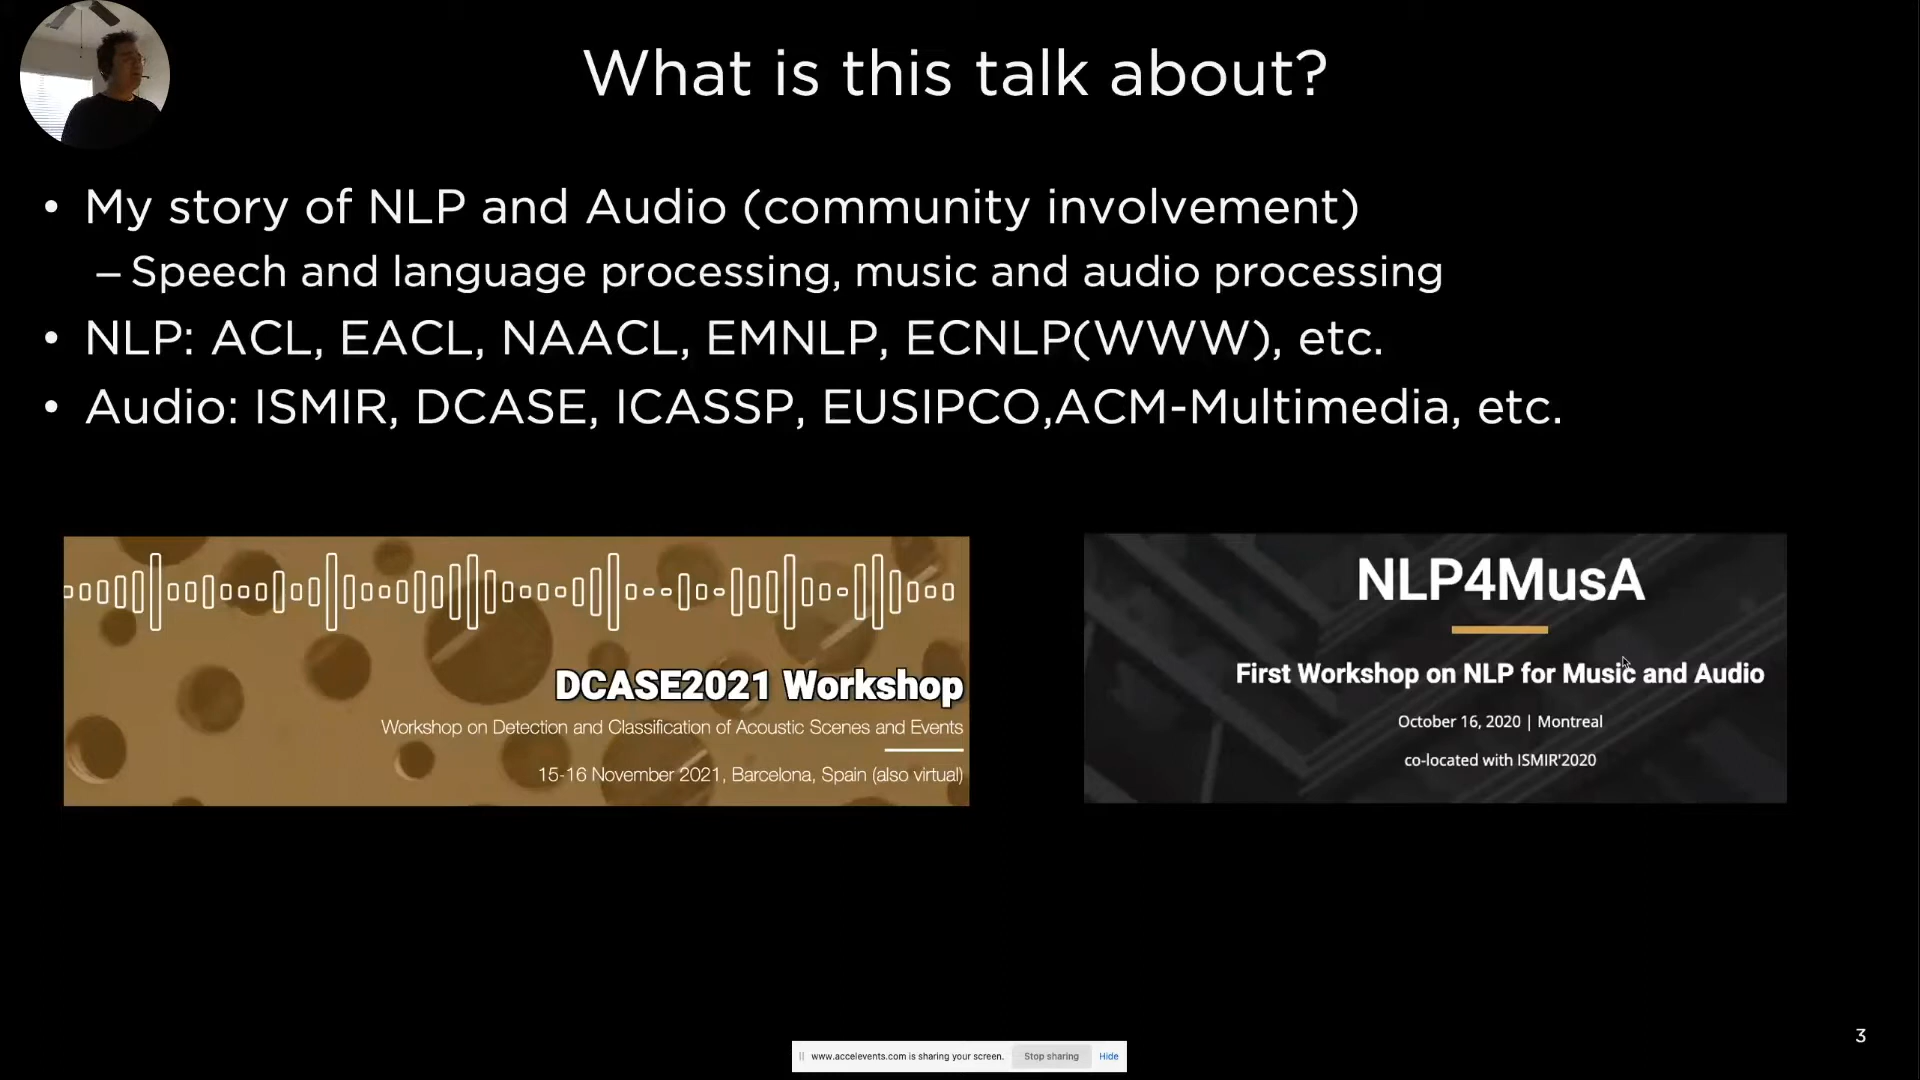 What is this talk about?
• My story of NLP and Audio (community involvement)
– Speech and language processing, music and audio processing
• NLP: ACL, EACL, NAACL, EMNLP, ECNLP(WWW), etc.
• Audio: ISMIR, DCASE, ICASSP, EUSIPCO,ACM-Multimedia, etc.
DCASE2021 Workshop
Workshop on Detection and Classification of Acoustic Scenes and Events
15-16 November 2021, Barcelona, Spain (also virtual)
NLP4MusA
First Workshop on NLP for Music and Audio
October 16, 2020 | Montreal
co-located with ISMIR'2020
3
www.accelevents.com is sharing your screen. Stop sharing Hide